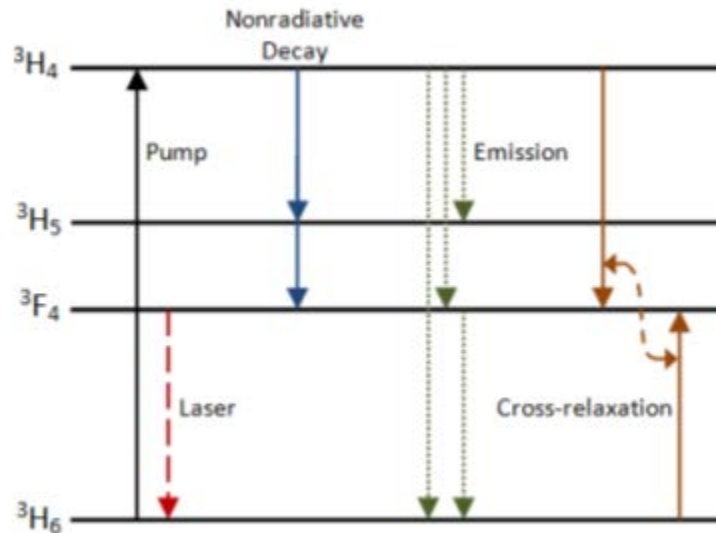 Nonradiative
Decay
³H₄
Pump
Emission
³H₅
³F₄
Laser
Cross-relaxation
³H₆